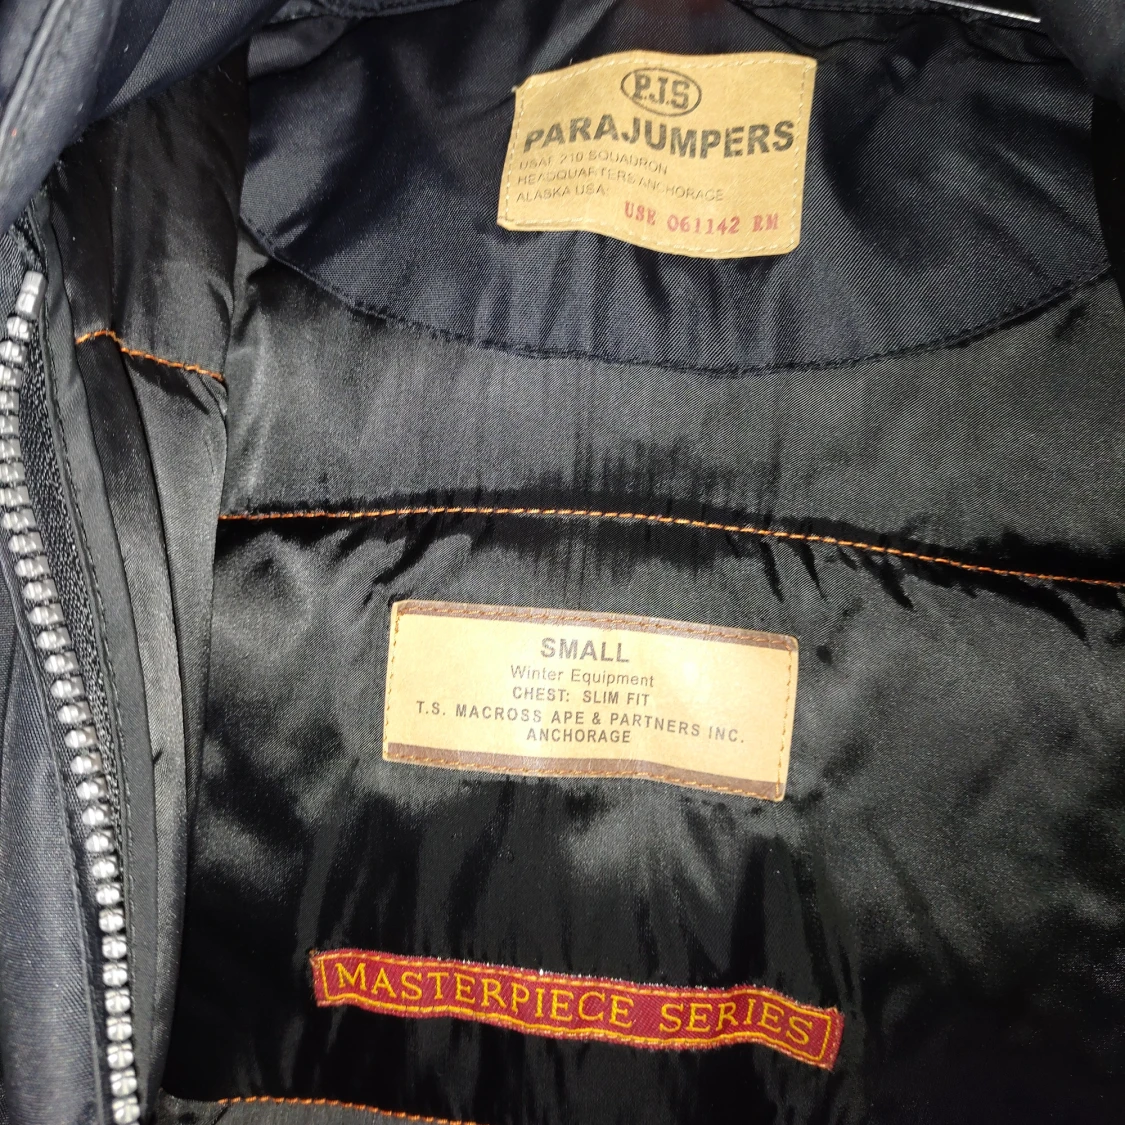 P.J.S
PARAJUMPERS
USAF 210 SQUADRON
HEADQUARTERS ANCHORAGE
ALASKA USA
USE 061142 RM
SMALL
Winter Equipment
CHEST: SLIM FIT
T.S. MACROSS APE & PARTNERS INC.
ANCHORAGE
MASTERPIECE SERIES